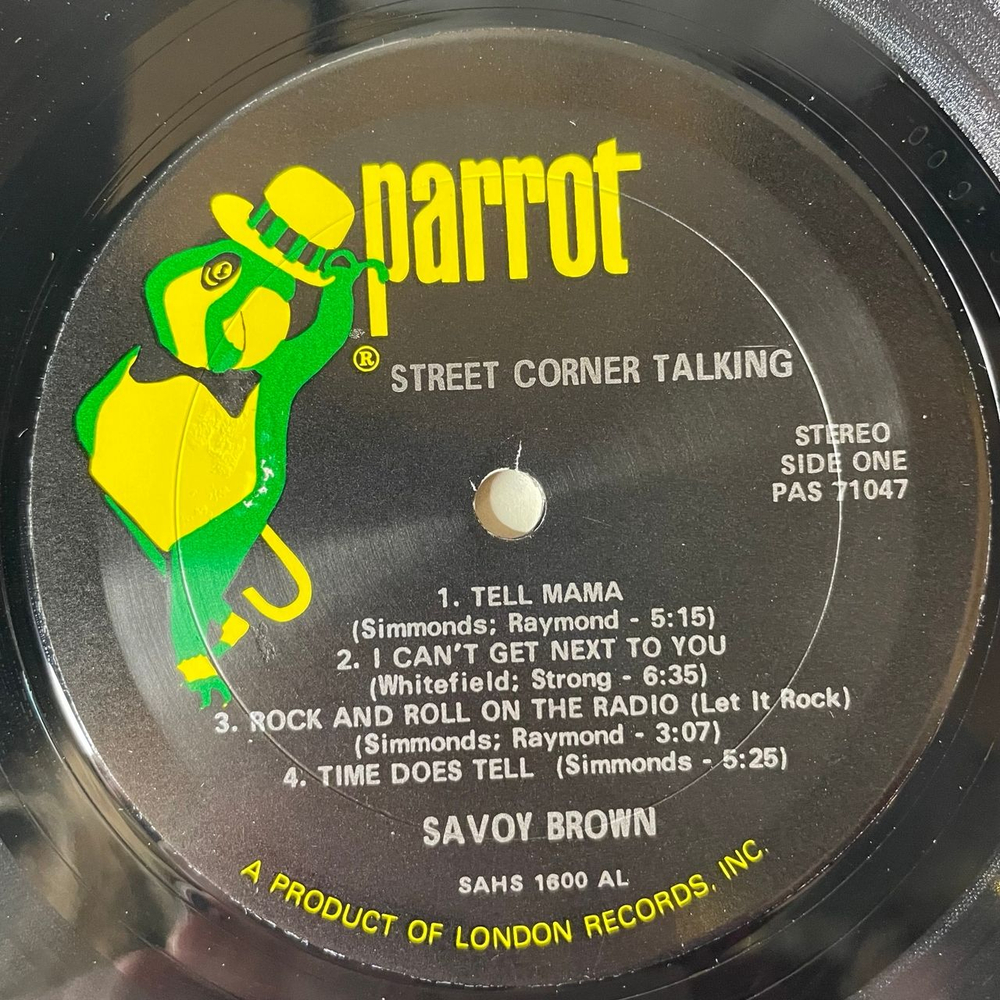 parrot
®
STREET CORNER TALKING
STEREO
SIDE ONE
PAS 71047
1. TELL MAMA
(Simmonds; Raymond - 5:15)
2. I CAN'T GET NEXT TO YOU
(Whitefield; Strong - 6:35)
3. ROCK AND ROLL ON THE RADIO (Let It Rock)
(Simmonds; Raymond - 3:07)
4. TIME DOES TELL (Simmonds - 5:25)
SAVOY BROWN
SAHS 1600 AL
A PRODUCT OF LONDON RECORDS, INC.